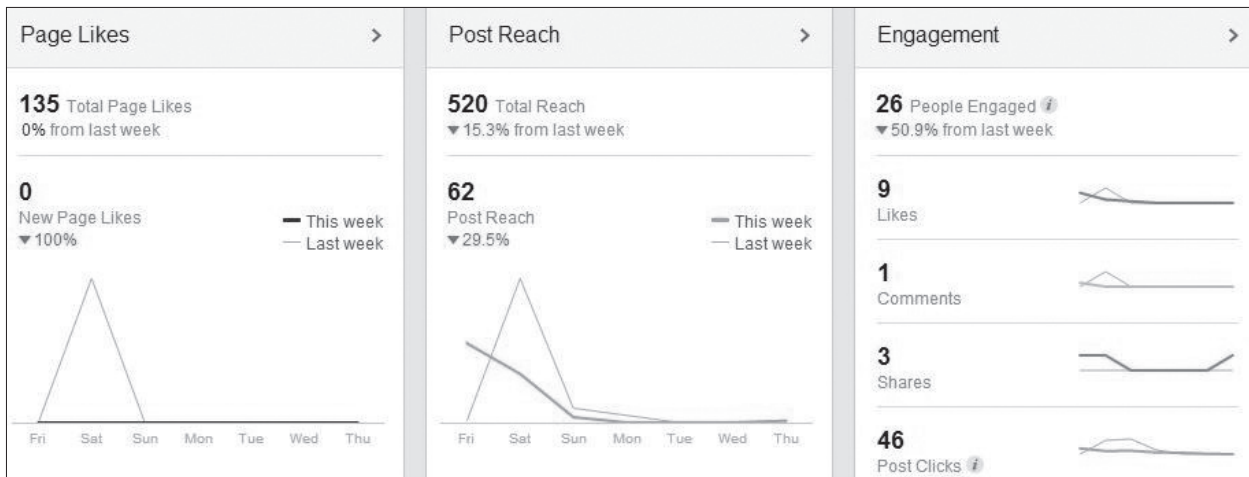 Page Likes >
135 Total Page Likes
0% from last week
0
New Page Likes
▼100%
This week
Last week
Fri Sat Sun Mon Tue Wed Thu
Post Reach >
520 Total Reach
▼15.3% from last week
62
Post Reach
▼29.5%
This week
Last week
Fri Sat Sun Mon Tue Wed Thu
Engagement >
26 People Engaged i
▼50.9% from last week
9
Likes
1
Comments
3
Shares
46
Post Clicks i